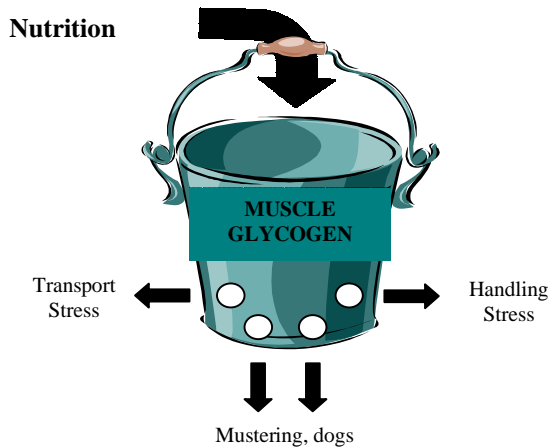 Nutrition
MUSCLE
GLYCOGEN
Transport
Stress
Handling
Stress
Mustering, dogs